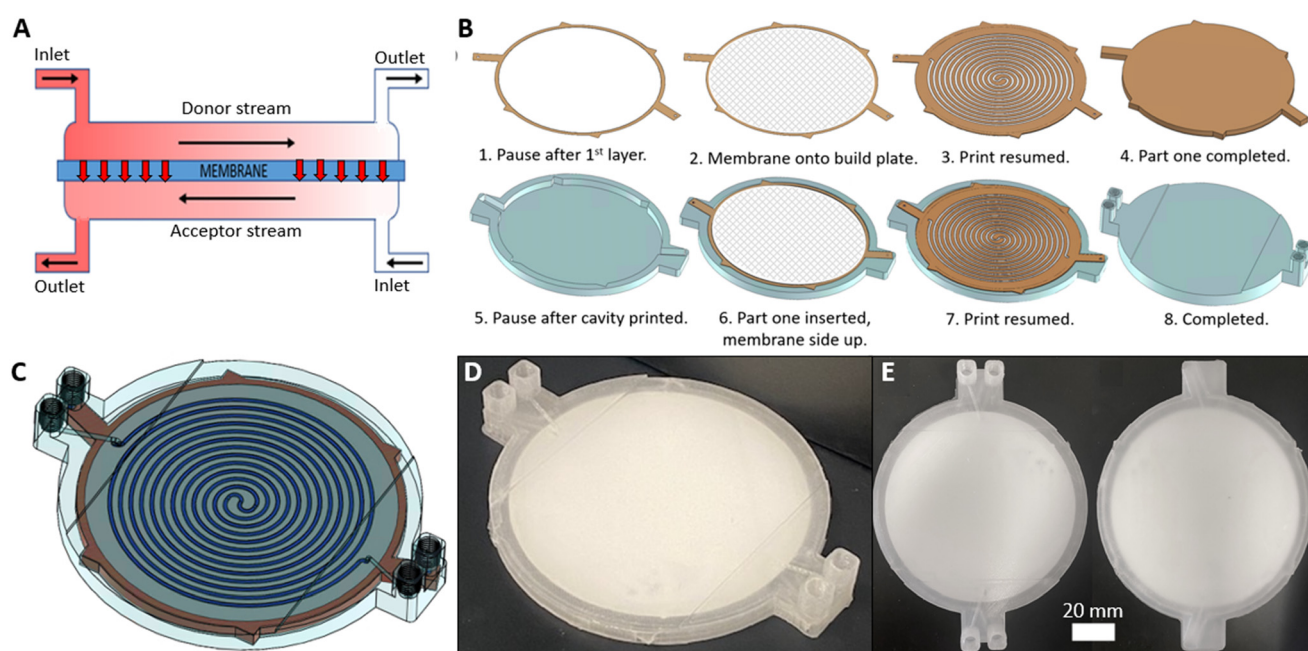 A
Inlet
Outlet
Donor stream
MEMBRANE
Acceptor stream
Outlet
Inlet
B
1. Pause after 1st layer.
2. Membrane onto build plate.
3. Print resumed.
4. Part one completed.
5. Pause after cavity printed.
6. Part one inserted,
membrane side up.
7. Print resumed.
8. Completed.
C
D
E
20 mm